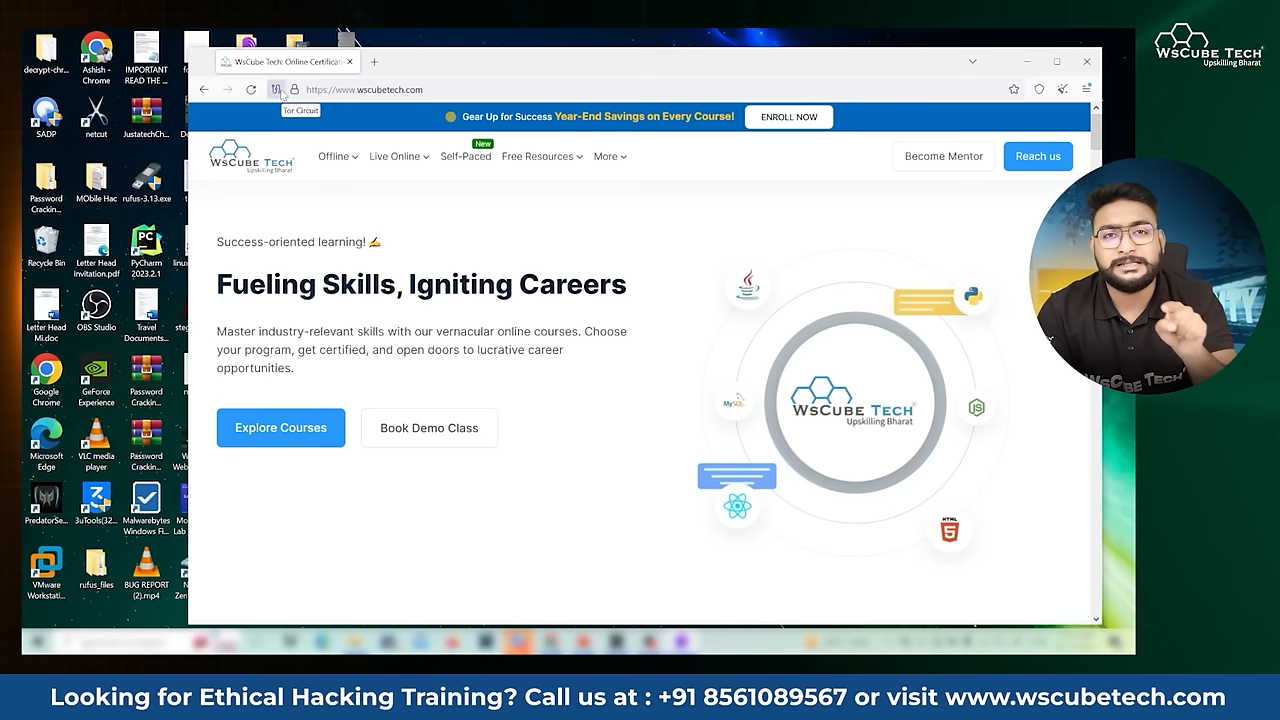 WsCube Tech
Upskilling Bharat
decrypt-chr...
Ashish - Chrome
IMPORTANT READ THE ...
SADP
netcut
JustatechCh...
Password Crackin...
MObile Hac
rufus-3.13.exe
Recycle Bin
Letter Head Invitation.pdf
PyCharm 2023.2.1
Letter Head Ml.doc
OBS Studio
Travel Documents...
Google Chrome
GeForce Experience
Password Crackin...
Microsoft Edge
VLC media player
Password Crackin...
PredatorSe...
3uTools(32...
Malwarebytes Windows Fi...
VMware Workstati...
rufus_files
BUG REPORT (2).mp4
WsCube Tech: Online Certificati
https://www.wscubetech.com
Tor Circuit
Gear Up for Success Year-End Savings on Every Course!
ENROLL NOW
WsCube Tech
Upskilling Bharat
Offline
Live Online
New
Self-Paced
Free Resources
More
Become Mentor
Reach us
Success-oriented learning!
Fueling Skills, Igniting Careers
Master industry-relevant skills with our vernacular online courses. Choose
your program, get certified, and open doors to lucrative career
opportunities.
Explore Courses
Book Demo Class
MySQL
WsCube Tech
Upskilling Bharat
JS
HTML
5
WsCube Tech
Looking for Ethical Hacking Training? Call us at : +91 8561089567 or visit www.wscubetech.com